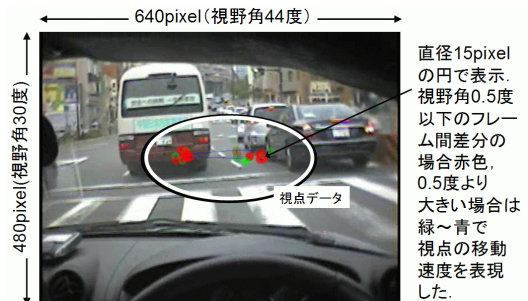 640pixel(視野角44度)
480pixel(視野角30度)
直径15pixel
の円で表示.
視野角0.5度
以下のフレー
ム間差分の
場合赤色,
0.5度より
大きい場合は
緑～青で
視点の移動
速度を表現
した.
視点データ